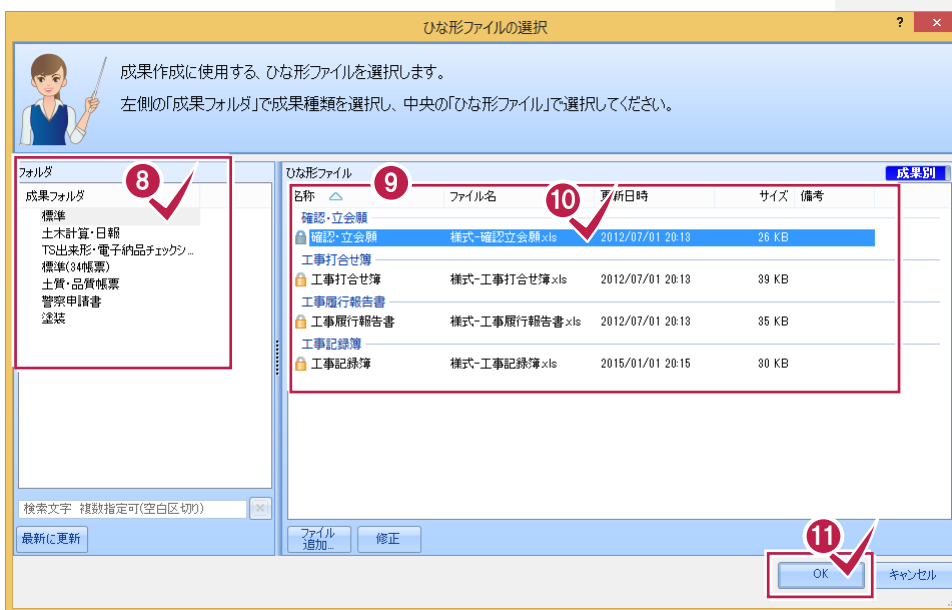 ひな形ファイルの選択
? ×
成果作成に使用する、ひな形ファイルを選択します。
左側の「成果フォルダ」で成果種類を選択し、中央の「ひな形ファイル」で選択してください。
フォルダ
8
成果フォルダ
標準
土木計算・日報
TS出来形・電子納品チェックシ...
標準(34帳票)
土質・品質帳票
警察申請書
塗装
検索文字 複数指定可(空白区切り)
最新に更新
ひな形ファイル
成果別
9
10
名称 ファイル名 更新日時 サイズ 備考
確認・立会願
確認・立会願 様式-確認立会願.xls 2012/07/01 20:13 26 KB
工事打合せ簿
工事打合せ簿 様式-工事打合せ簿.xls 2012/07/01 20:13 39 KB
工事履行報告書
工事履行報告書 様式-工事履行報告書.xls 2012/07/01 20:13 35 KB
工事記録簿
工事記録簿 様式-工事記録簿.xls 2015/01/01 20:15 30 KB
ファイル
追加...
修正
11
OK
キャンセル